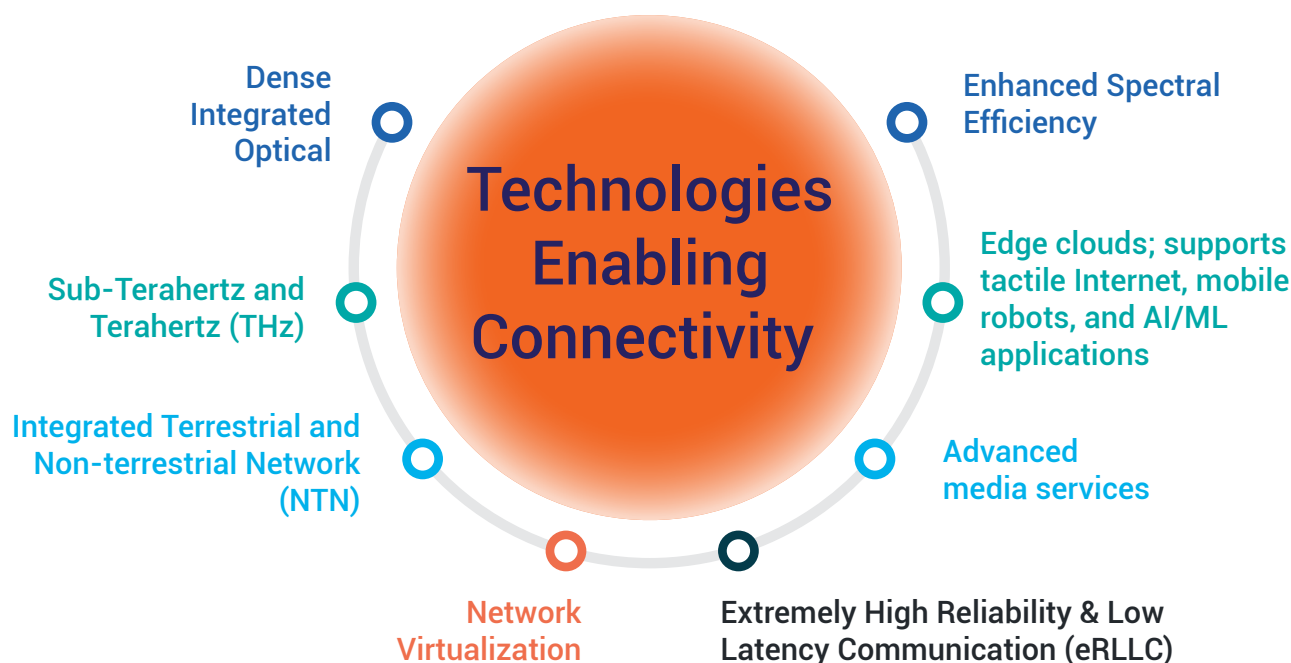 Technologies
Enabling
Connectivity
Dense
Integrated
Optical
Sub-Terahertz and
Terahertz (THz)
Integrated Terrestrial and
Non-terrestrial Network
(NTN)
Network
Virtualization
Extremely High Reliability & Low
Latency Communication (eRLLC)
Advanced
media services
Edge clouds; supports
tactile Internet, mobile
robots, and AI/ML
applications
Enhanced Spectral
Efficiency